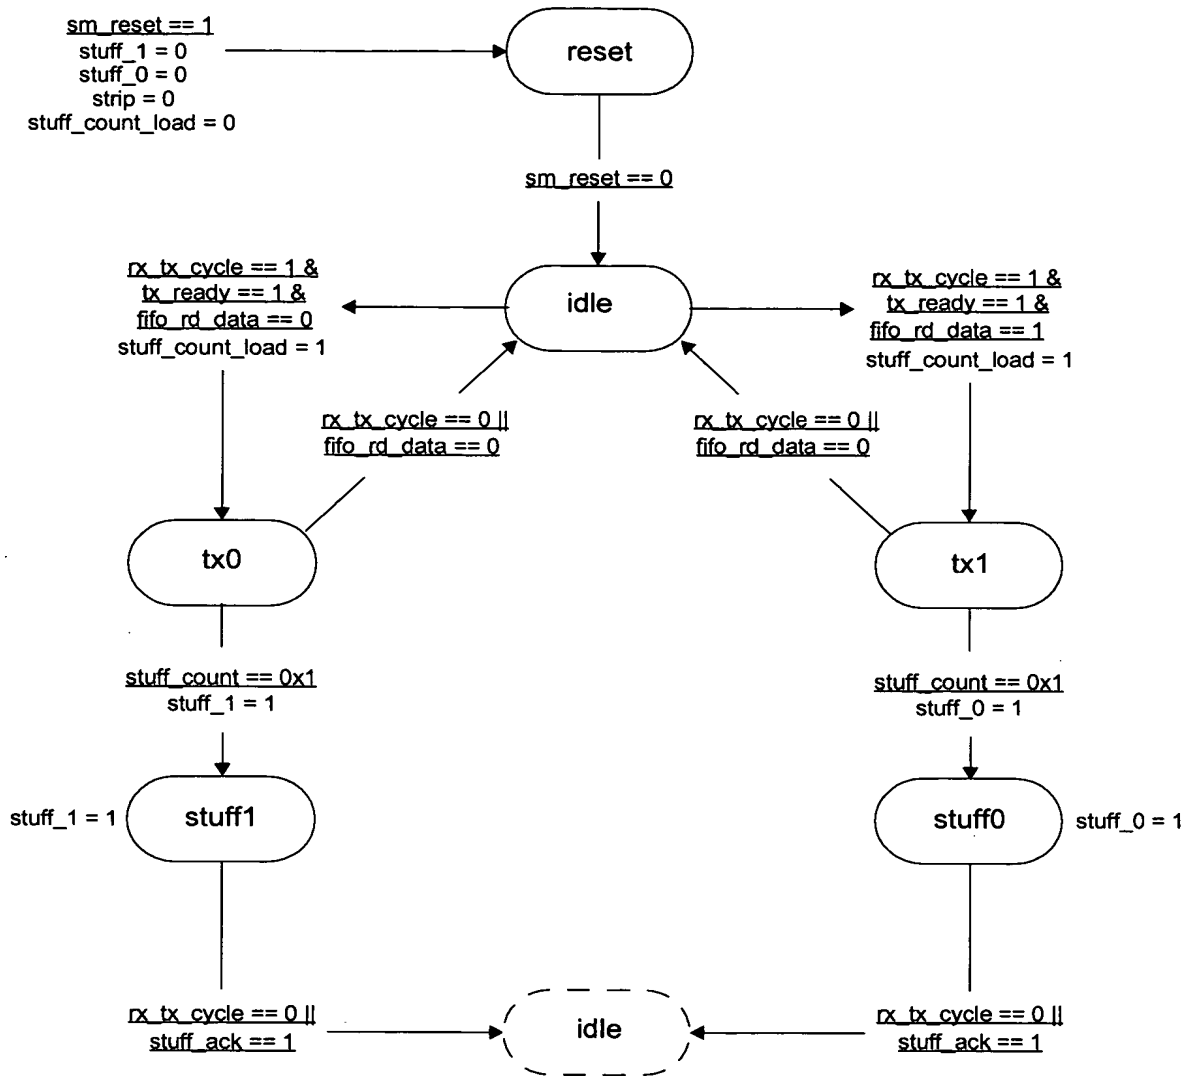 sm_reset == 1
stuff_1 = 0
stuff_0 = 0
strip = 0
stuff_count_load = 0
reset
sm_reset == 0
rx_tx_cycle == 1 &
tx_ready == 1 &
fifo_rd_data == 0
stuff_count_load = 1
idle
rx_tx_cycle == 1 &
tx_ready == 1 &
fifo_rd_data == 1
stuff_count_load = 1
rx_tx_cycle == 0 ||
fifo_rd_data == 0
rx_tx_cycle == 0 ||
fifo_rd_data == 0
tx0
tx1
stuff_count == 0x1
stuff_1 = 1
stuff_count == 0x1
stuff_0 = 1
stuff_1 = 1
stuff1
stuff0
stuff_0 = 1
rx_tx_cycle == 0 ||
stuff_ack == 1
idle
rx_tx_cycle == 0 ||
stuff_ack == 1